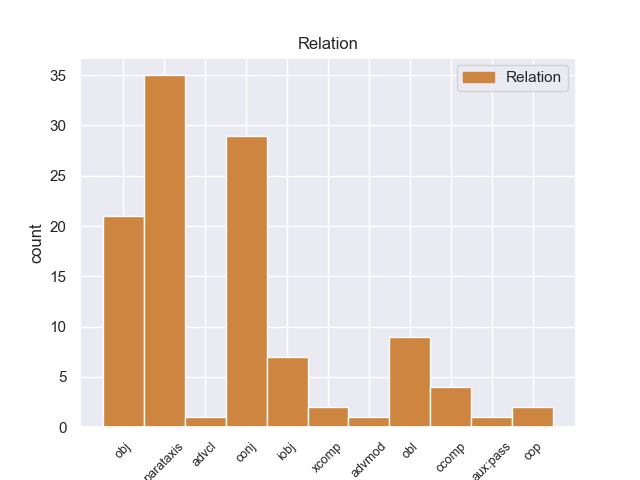 Relation
Relation
count
35
30
25
20
15
10
5
0
obj
parataxis
advcl
conj
iobj
xcomp
advmod
obl
ccomp
aux:pass
cop